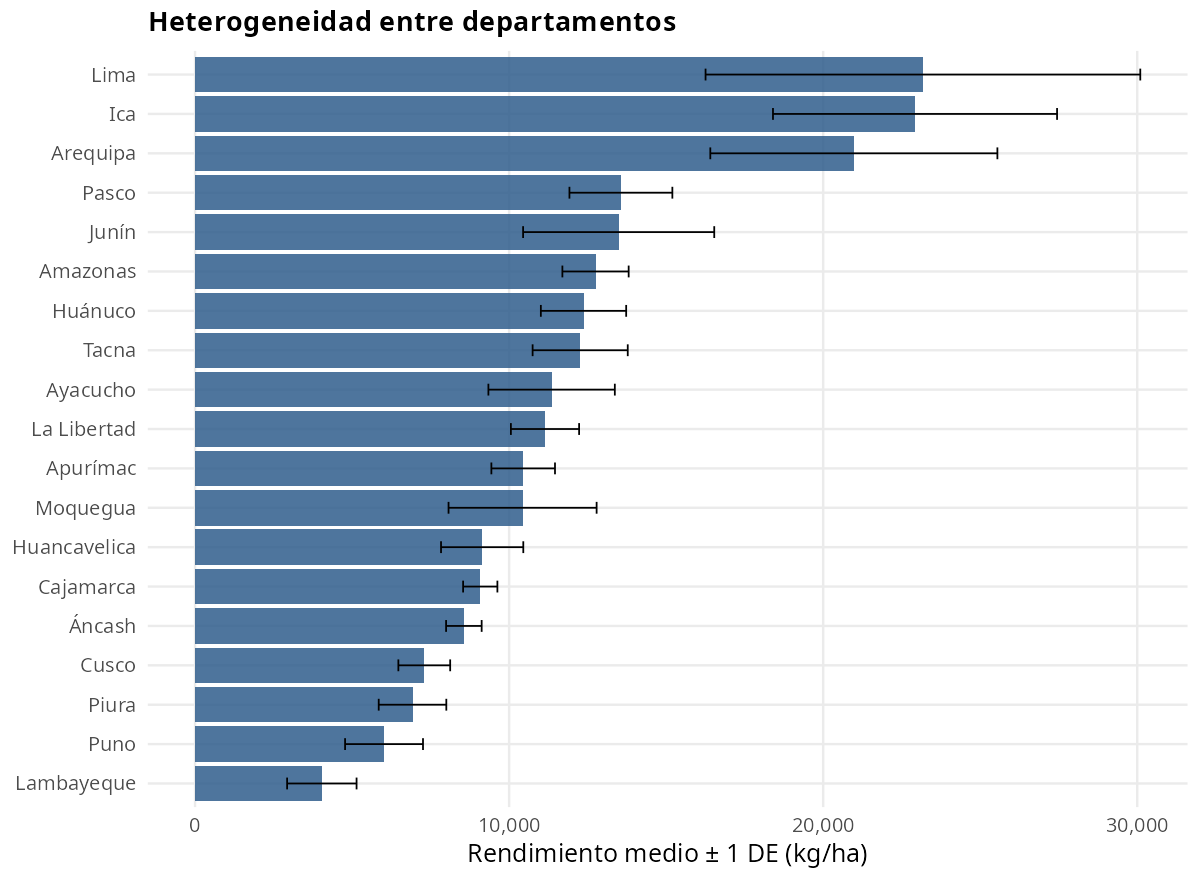 Heterogeneidad entre departamentos
Lima
Ica
Arequipa
Pasco
Junín
Amazonas
Huánuco
Tacna
Ayacucho
La Libertad
Apurímac
Moquegua
Huancavelica
Cajamarca
Áncash
Cusco
Piura
Puno
Lambayeque
0 10,000 20,000 30,000
Rendimiento medio ± 1 DE (kg/ha)